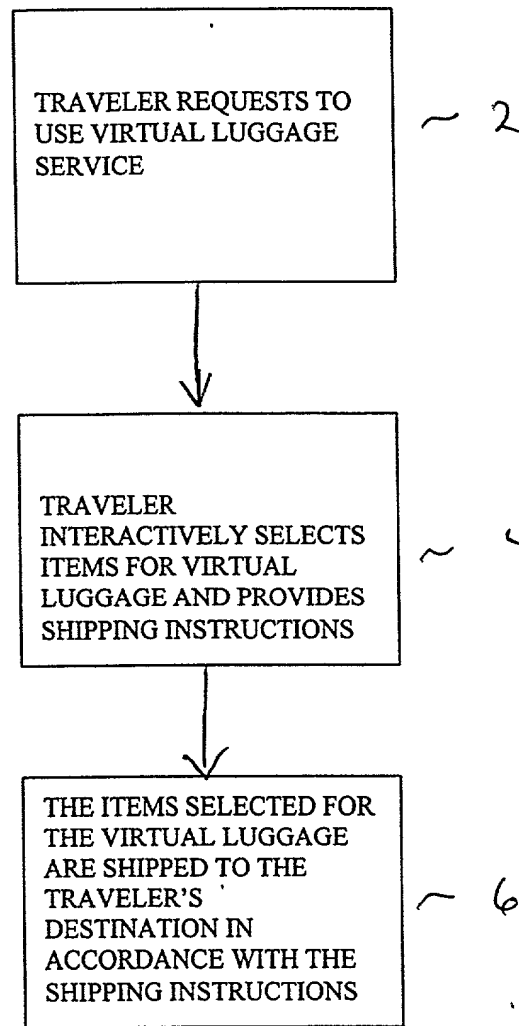 TRAVELER REQUESTS TO
USE VIRTUAL LUGGAGE
SERVICE
~ 2
TRAVELER
INTERACTIVELY SELECTS
ITEMS FOR VIRTUAL
LUGGAGE AND PROVIDES
SHIPPING INSTRUCTIONS
~
THE ITEMS SELECTED FOR
THE VIRTUAL LUGGAGE
ARE SHIPPED TO THE
TRAVELER'S
DESTINATION IN
ACCORDANCE WITH THE
SHIPPING INSTRUCTIONS
~ 6